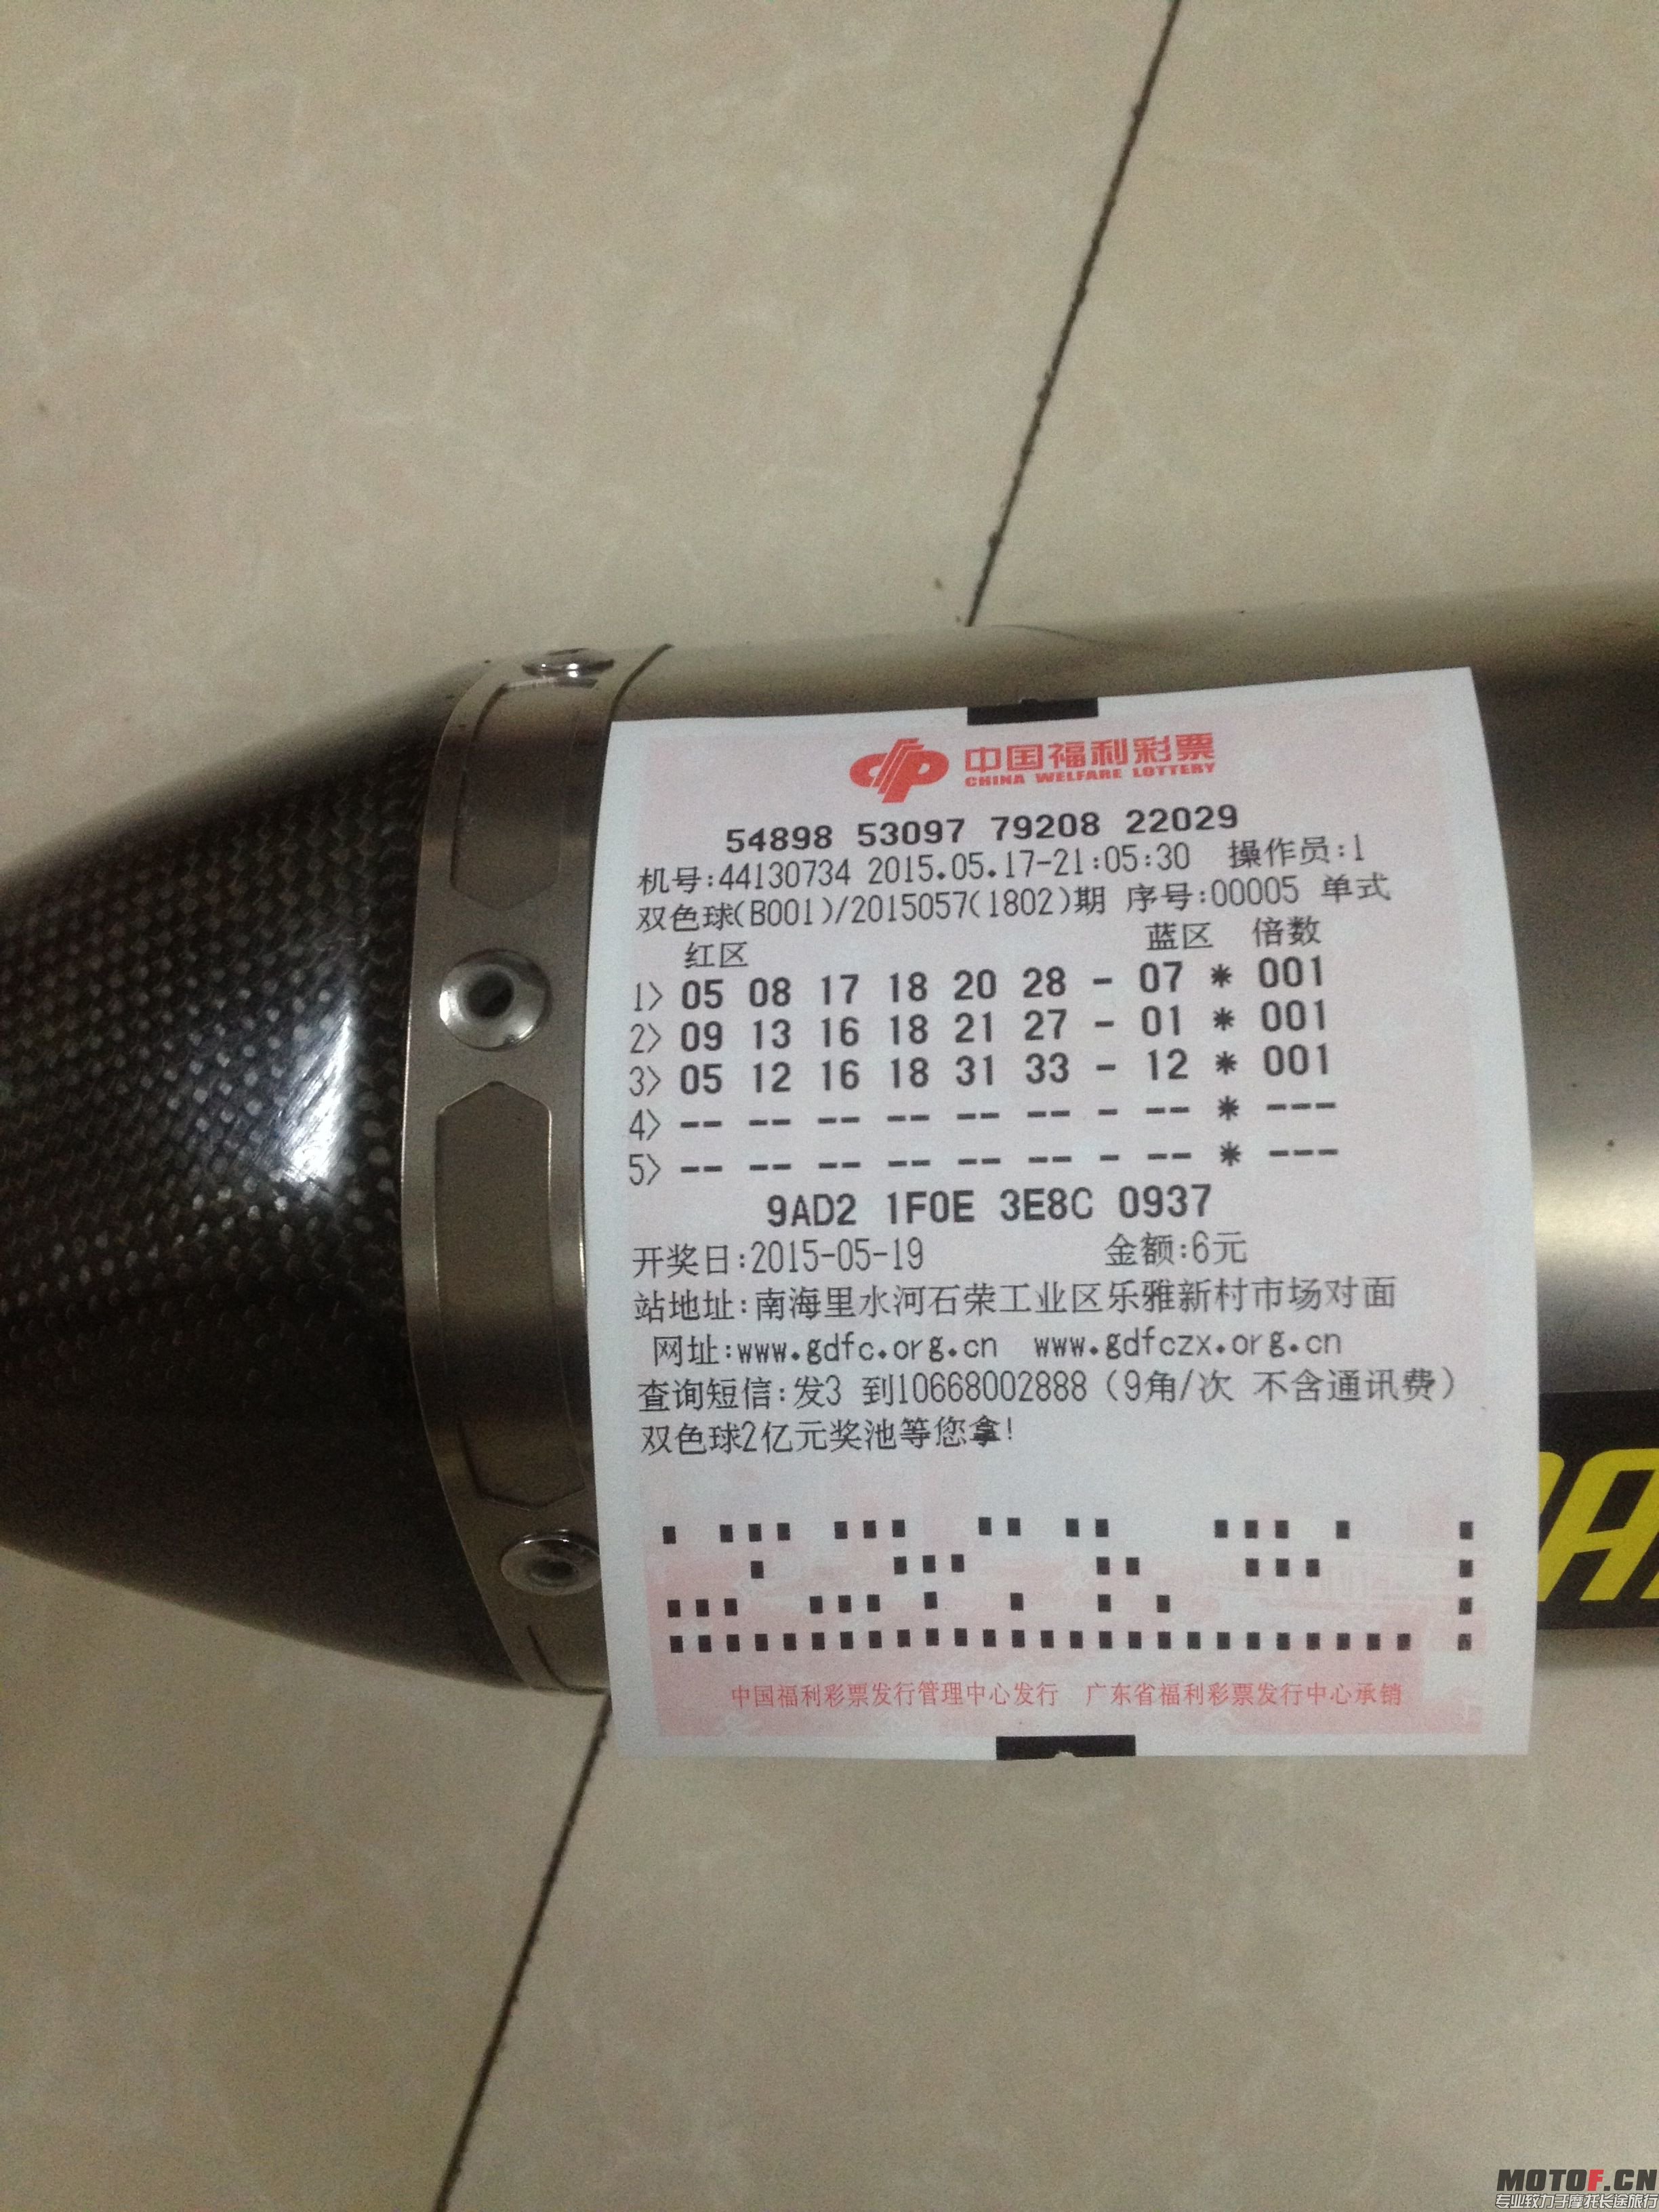 中国福利彩票
CHINA WELFARE LOTTERY
54898 53097 79208 22029
机号:44130734 2015.05.17-21:05:30 操作员:1
双色球(B001)/2015057(1802)期 序号:00005 单式
红区 蓝区 倍数
1> 05 08 17 18 20 28 - 07 * 001
2> 09 13 16 18 21 27 - 01 * 001
3> 05 12 16 18 31 33 - 12 * 001
4> -- -- -- -- -- -- - -- * ---
5> -- -- -- -- -- -- - -- * ---
9AD2 1F0E 3E8C 0937
开奖日:2015-05-19 金额:6元
站地址:南海里水河石荣工业区乐雅新村市场对面
网址:www.gdfc.org.cn www.gdfczx.org.cn
查询短信:发3 到10668002888（9角/次 不含通讯费）
双色球2亿元奖池等您拿!
中国福利彩票发行管理中心发行 广东省福利彩票发行中心承销
MOTOF.CN
专业致力于摩托长途旅行